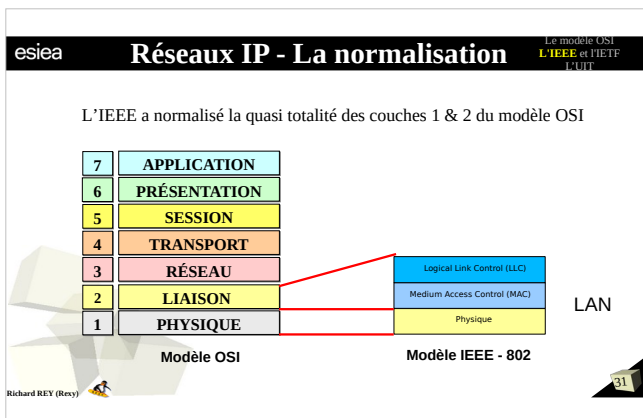 esiea
Réseaux IP - La normalisation
Le modèle OSI
L'IEEE et l'IETF
L'UIT
L’IEEE a normalisé la quasi totalité des couches 1 & 2 du modèle OSI
7 APPLICATION
6 PRÉSENTATION
5 SESSION
4 TRANSPORT
3 RÉSEAU
2 LIAISON
1 PHYSIQUE
Modèle OSI
Logical Link Control (LLC)
Medium Access Control (MAC)
Physique
LAN
Modèle IEEE - 802
Richard REY (Rexy)
31